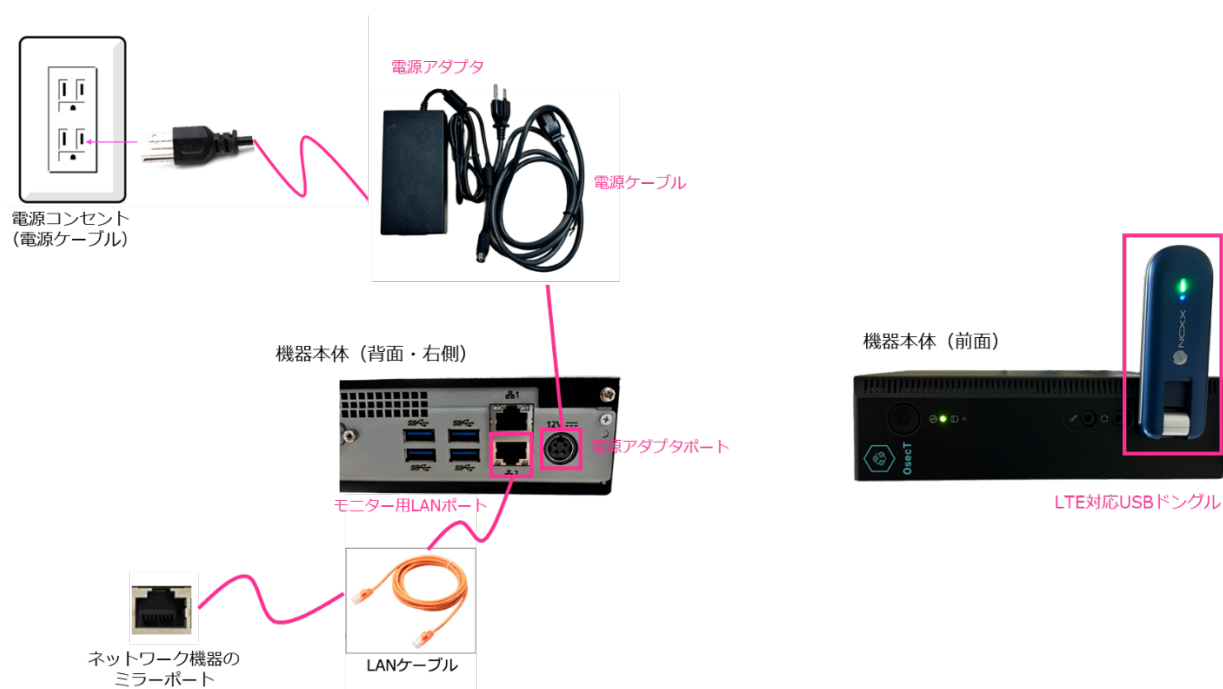 電源アダプタ
電源ケーブル
電源コンセント
(電源ケーブル)
機器本体(背面・右側)
1
12V
電源アダプタポート
2
モニター用LANポート
ネットワーク機器の
ミラーポート
LANケーブル
機器本体(前面)
NCXX
OsecT
LTE対応USBドングル